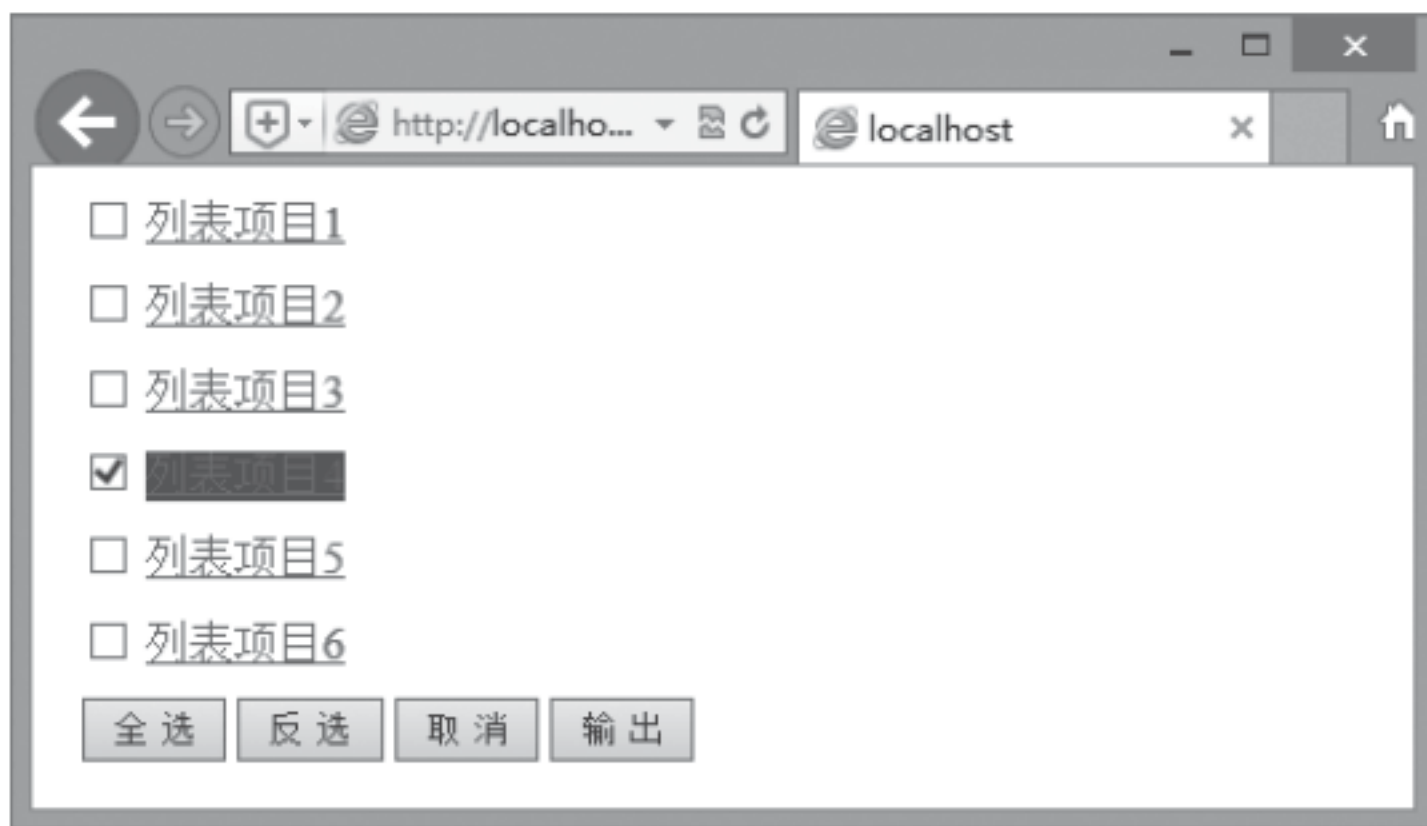 http://localho...
localhost
列表项目1
列表项目2
列表项目3
列表项目4
列表项目5
列表项目6
全 选 反 选 取 消 输 出